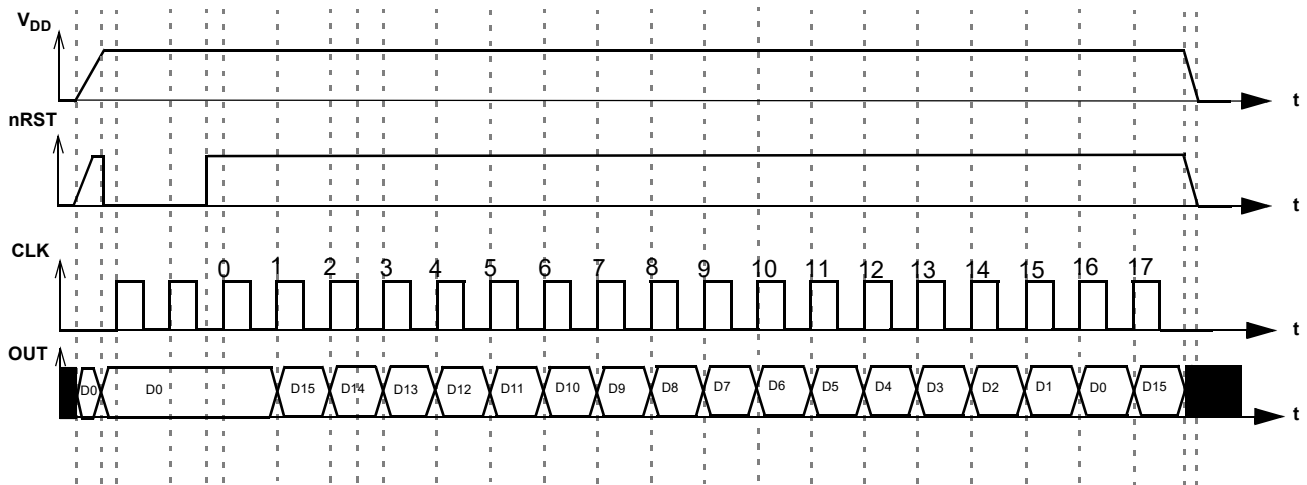 VDD
t
nRST
t
CLK
0 1 2 3 4 5 6 7 8 9 10 11 12 13 14 15 16 17
t
OUT
D0 D0 D15 D14 D13 D12 D11 D10 D9 D8 D7 D6 D5 D4 D3 D2 D1 D0 D15
t